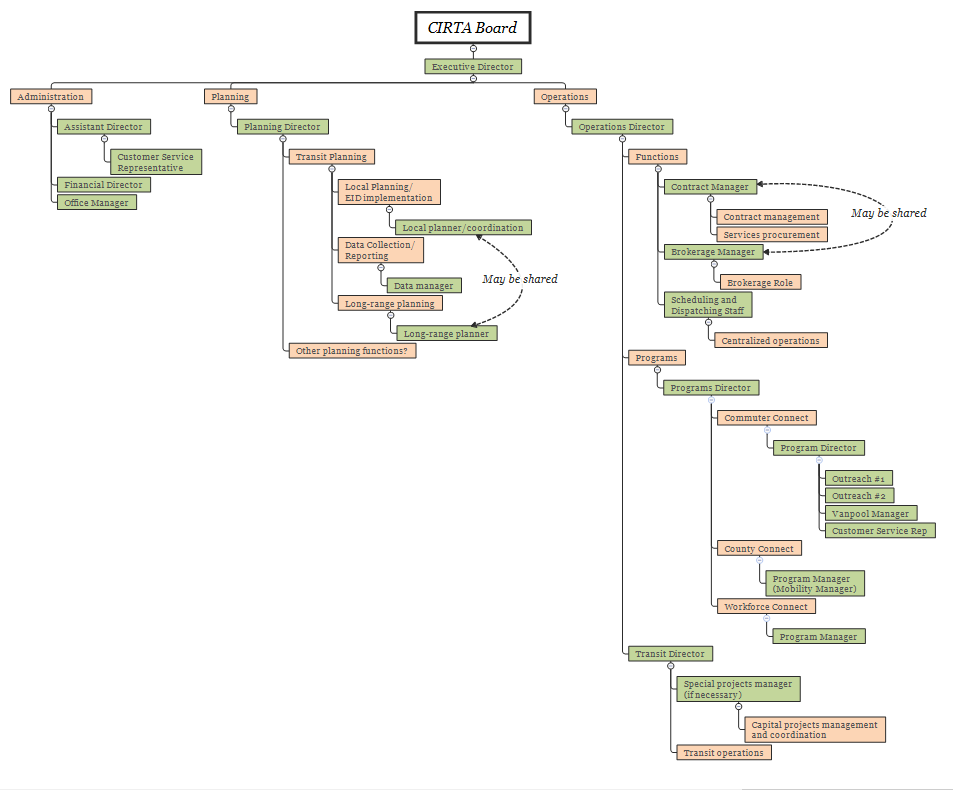 CIRTA Board
Executive Director
Administration
Planning
Operations
Assistant Director
Customer Service
Representative
Financial Director
Office Manager
Planning Director
Transit Planning
Local Planning/
EID implementation
Local planner/coordination
Data Collection/
Reporting
Data manager
Long-range planning
Long-range planner
May be shared
Other planning functions?
Operations Director
Functions
Contract Manager
Contract management
Services procurement
Brokerage Manager
May be shared
Brokerage Role
Scheduling and
Dispatching Staff
Centralized operations
Programs
Programs Director
Commuter Connect
Program Director
Outreach #1
Outreach #2
Vanpool Manager
Customer Service Rep
County Connect
Program Manager
(Mobility Manager)
Workforce Connect
Program Manager
Transit Director
Special projects manager
(if necessary)
Capital projects management
and coordination
Transit operations